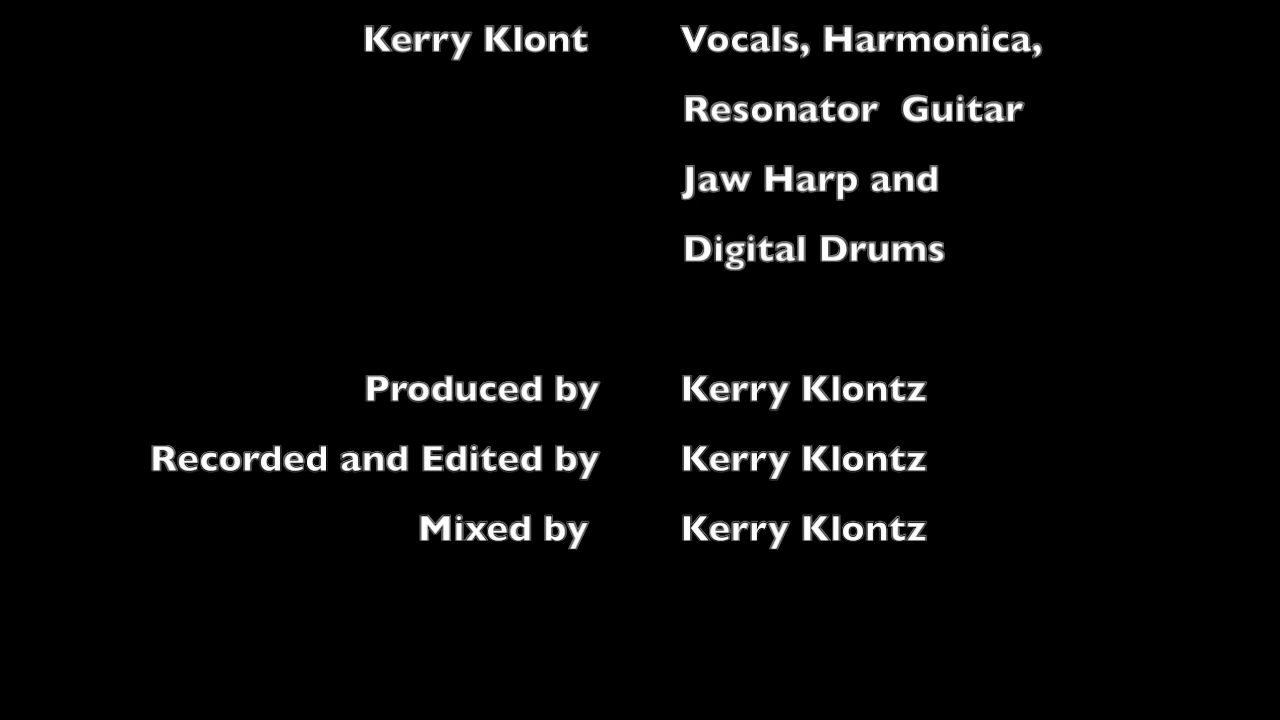 Kerry Klont Vocals, Harmonica,
Resonator Guitar
Jaw Harp and
Digital Drums
Produced by Kerry Klontz
Recorded and Edited by Kerry Klontz
Mixed by Kerry Klontz